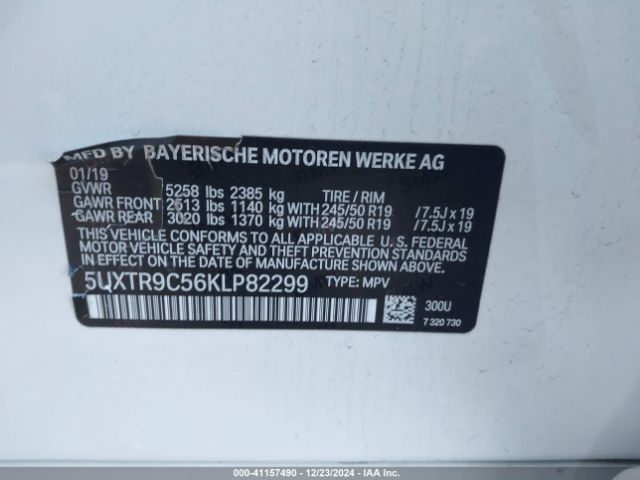 MFD BY BAYERISCHE MOTOREN WERKE AG
01/19
GVWR 5258 lbs 2385 kg TIRE / RIM
GAWR FRONT 2513 lbs 1140 kg WITH 245/50 R19 /7.5J x 19
GAWR REAR 3020 lbs 1370 kg WITH 245/50 R19 /7.5J x 19
THIS VEHICLE CONFORMS TO ALL APPLICABLE U. S. FEDERAL
MOTOR VEHICLE SAFETY AND THEFT PREVENTION STANDARDS IN
EFFECT ON THE DATE OF MANUFACTURE SHOWN ABOVE.
5UXTR9C56KLP82299 TYPE: MPV
300U
7 320 730
000-41157490 - 12/23/2024 - IAAI.COM